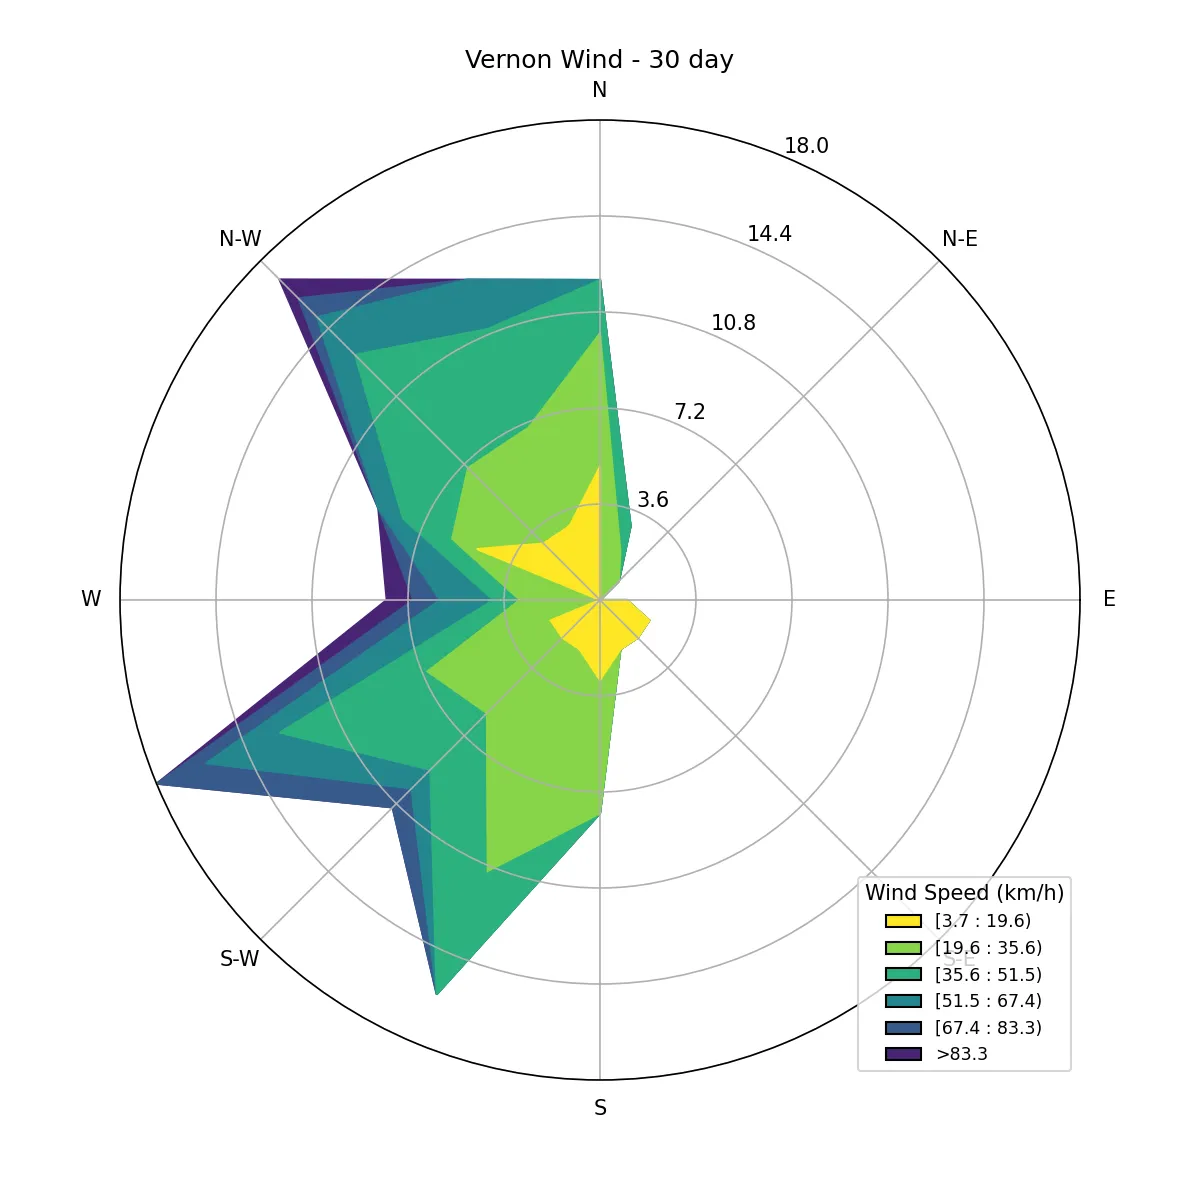 Vernon Wind - 30 day
N
18.0
14.4
N-W
N-E
10.8
7.2
3.6
W
E
S-W
S-E
S
Wind Speed (km/h)
[3.7 : 19.6)
[19.6 : 35.6)
[35.6 : 51.5)
[51.5 : 67.4)
[67.4 : 83.3)
>83.3